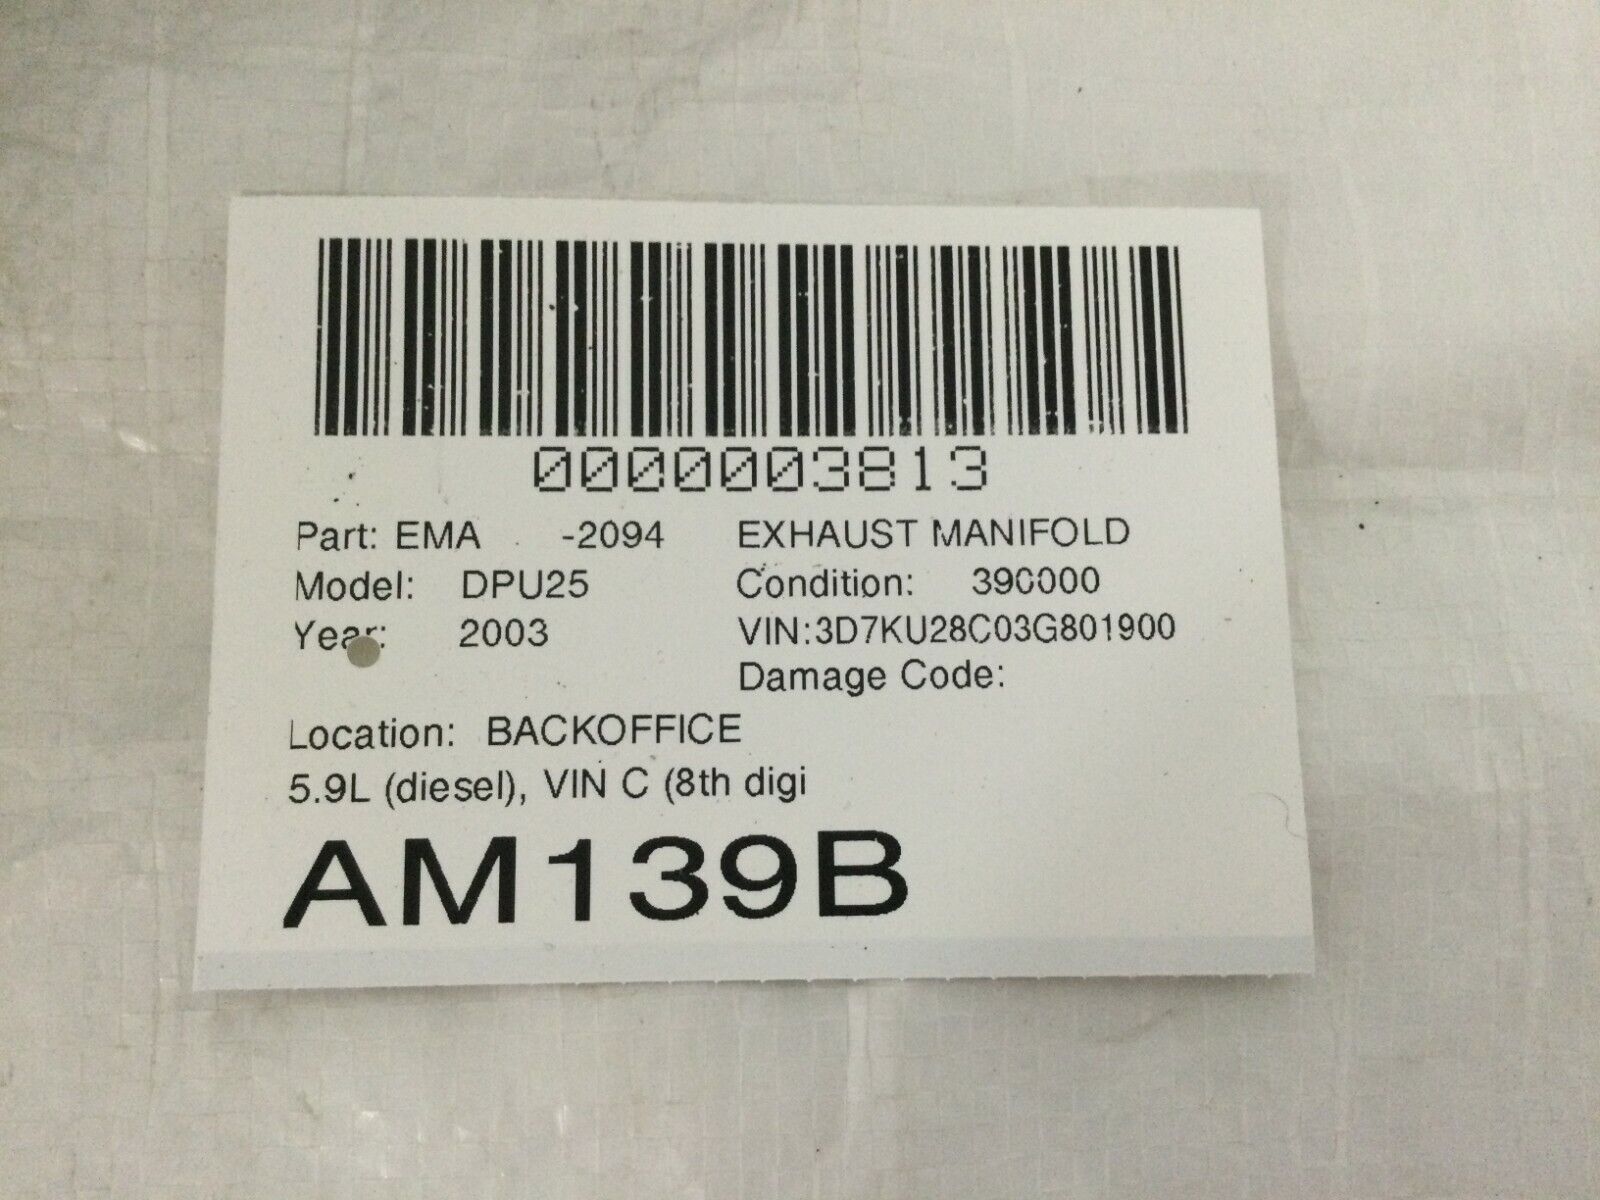 0000003813
Part: EMA -2094 EXHAUST MANIFOLD
Model: DPU25 Condition: 390000
Year: 2003 VIN:3D7KU28C03G801900
Damage Code:
Location: BACKOFFICE
5.9L (diesel), VIN C (8th digi
AM139B